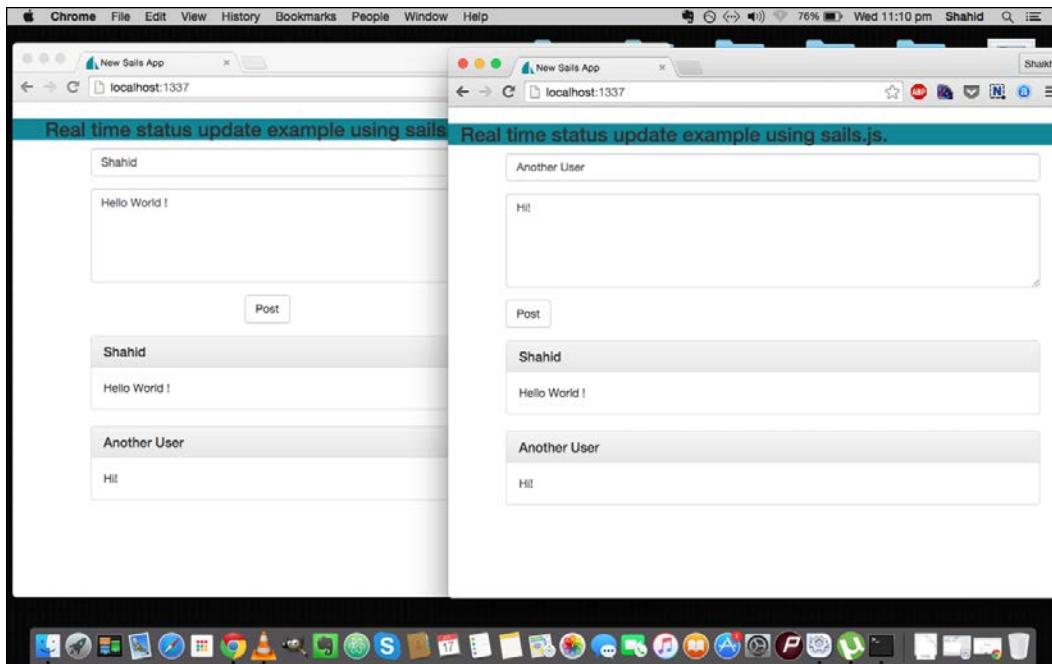 Chrome File Edit View History Bookmarks People Window Help 76% Wed 11:10 pm Shahid
New Sails App
localhost:1337
Real time status update example using sails
Shahid
Hello World !
Post
Shahid
Hello World !
Another User
Hi!
New Sails App
Shaikh
localhost:1337
ABP
Real time status update example using sails.js.
Another User
Hi!
Post
Shahid
Hello World !
Another User
Hi!
17